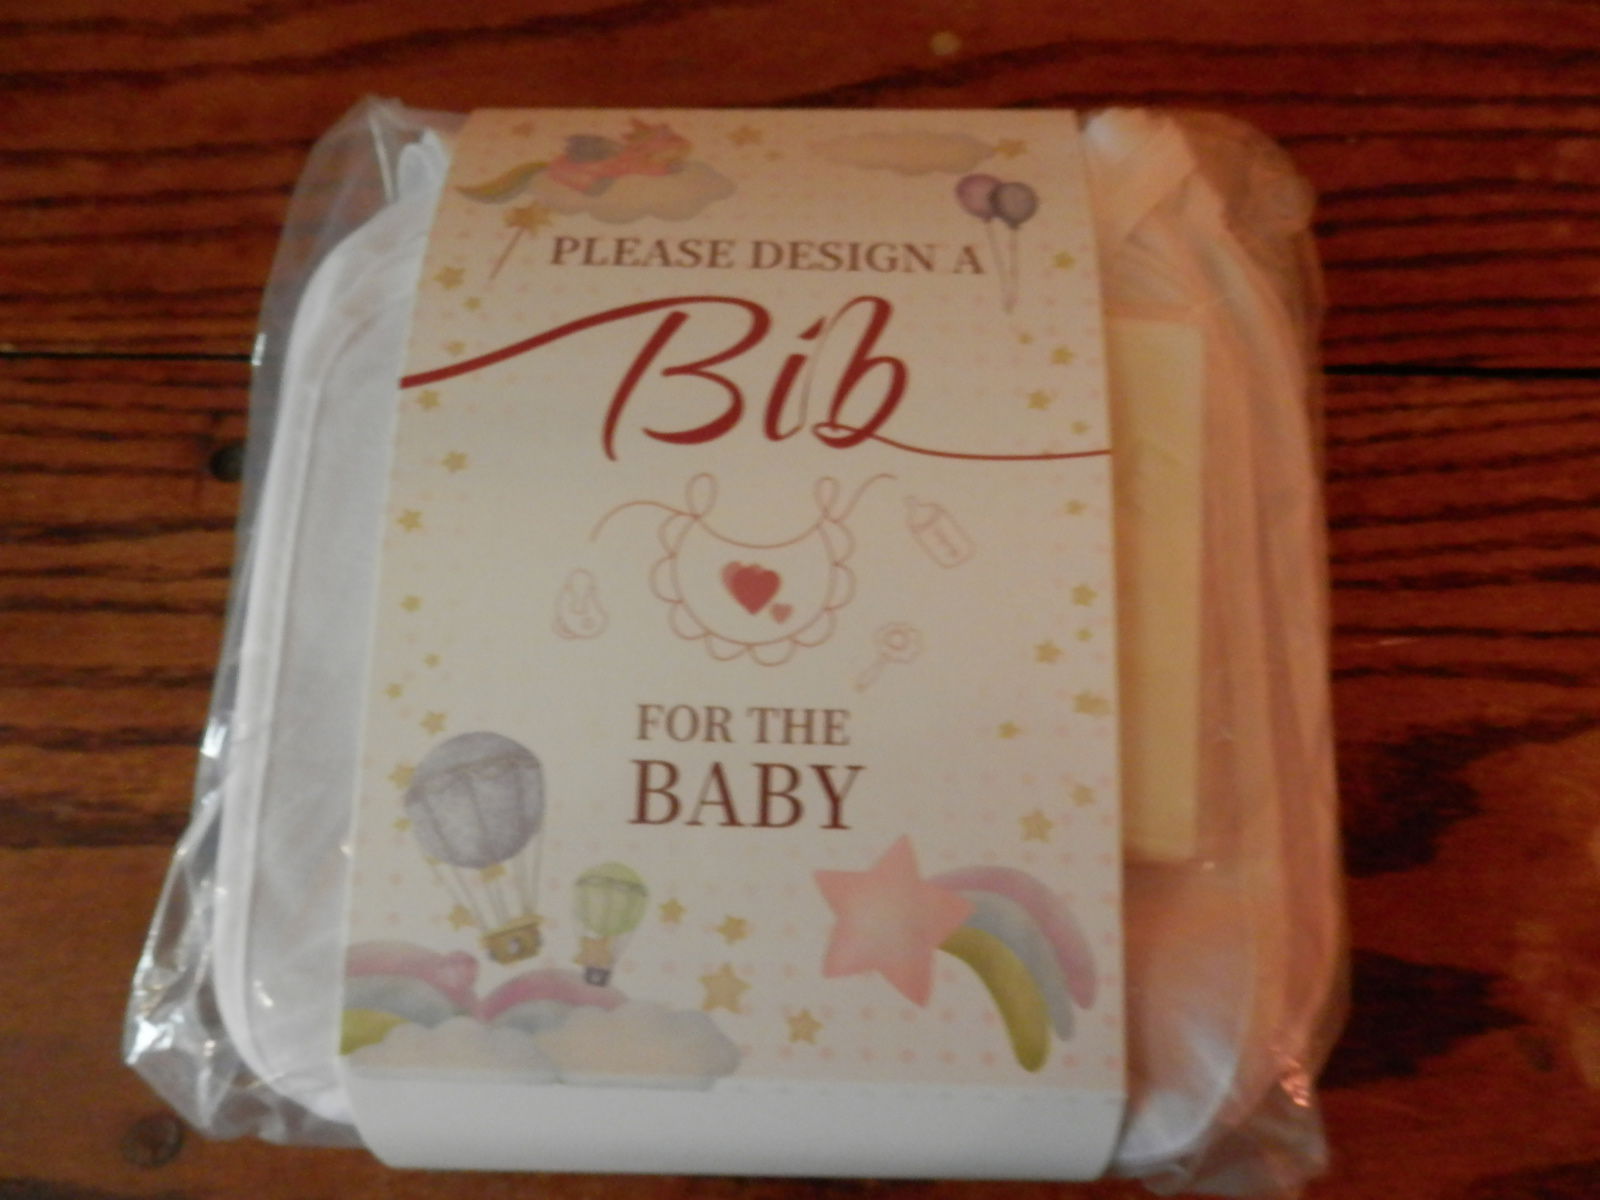 PLEASE DESIGN A
Bib
FOR THE
BABY